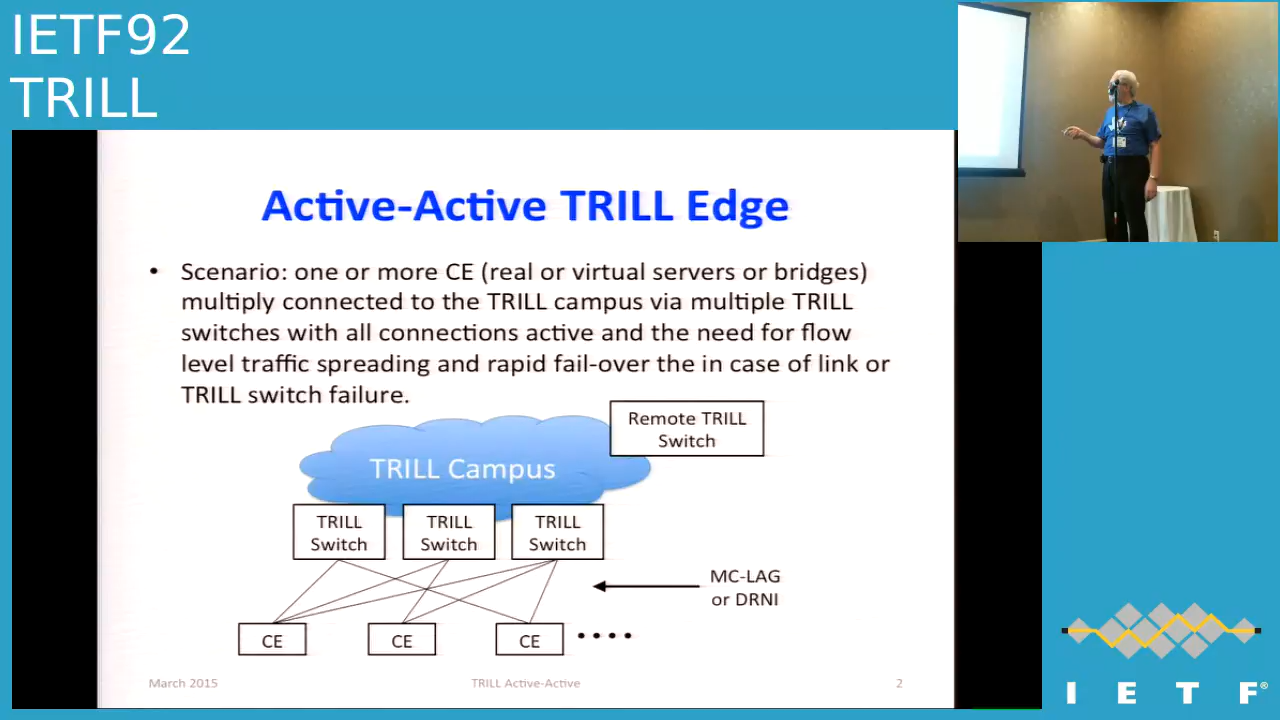 IETF92
TRILL
Active-Active TRILL Edge
• Scenario: one or more CE (real or virtual servers or bridges)
multiply connected to the TRILL campus via multiple TRILL
switches with all connections active and the need for flow
level traffic spreading and rapid fail-over the in case of link or
TRILL switch failure.
Remote TRILL
Switch
TRILL Campus
TRILL
Switch
TRILL
Switch
TRILL
Switch
MC-LAG
or DRNI
CE
CE
CE
••••
March 2015
TRILL Active-Active
2
I E T F®